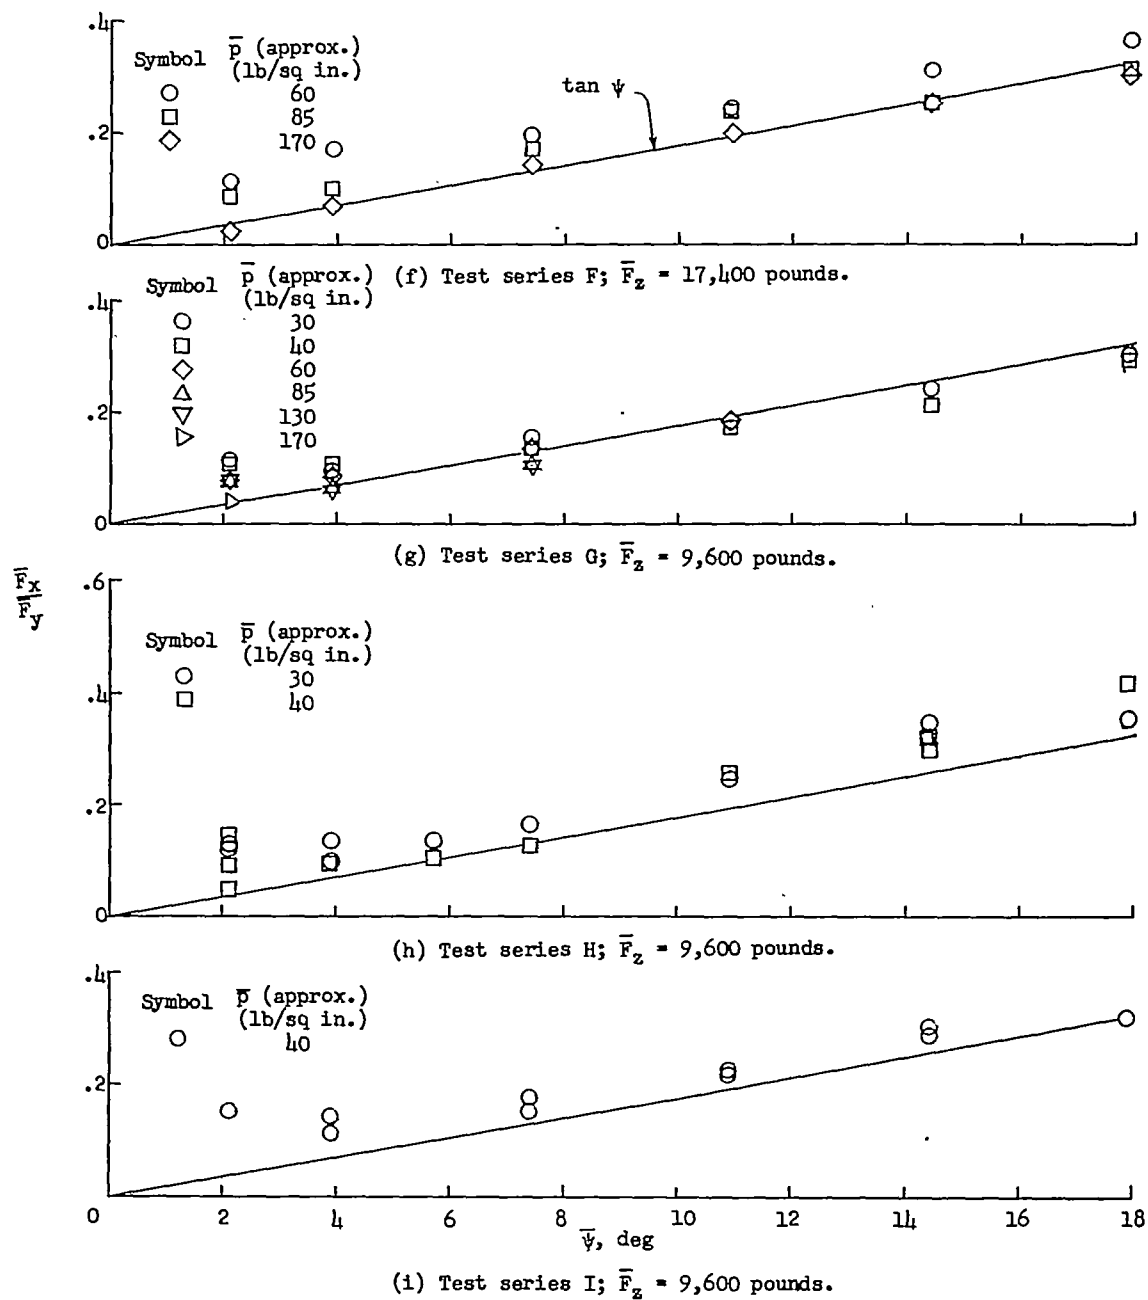 .4
Symbol p̄ (approx.)
(lb/sq in.)
60
85
170
tan ψ
.2
0
(f) Test series F; F̄z = 17,400 pounds.
Symbol p̄ (approx.)
(lb/sq in.)
.4
30
40
60
85
130
170
.2
0
(g) Test series G; F̄z = 9,600 pounds.
.6
Symbol p̄ (approx.)
(lb/sq in.)
30
40
.4
.2
0
(h) Test series H; F̄z = 9,600 pounds.
.4
Symbol p̄ (approx.)
(lb/sq in.)
40
.2
0 2 4 6 8 10 12 14 16 18
ψ̄, deg
(i) Test series I; F̄z = 9,600 pounds.